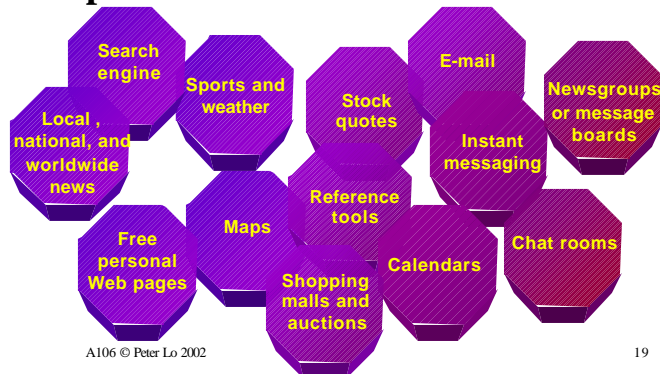 Search
engine
Sports and
weather
E-mail
Stock
quotes
Newsgroups
or message
boards
Local ,
national, and
worldwide
news
Instant
messaging
Reference
tools
Maps
Free
personal
Web pages
Chat rooms
Calendars
Shopping
malls and
auctions
A106 © Peter Lo 2002
19